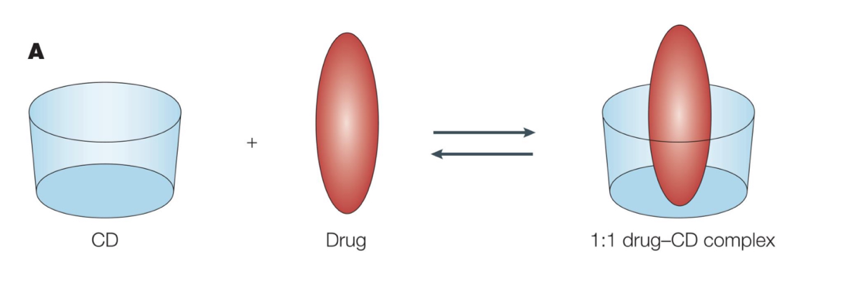 A
+
CD
Drug
1:1 drug–CD complex